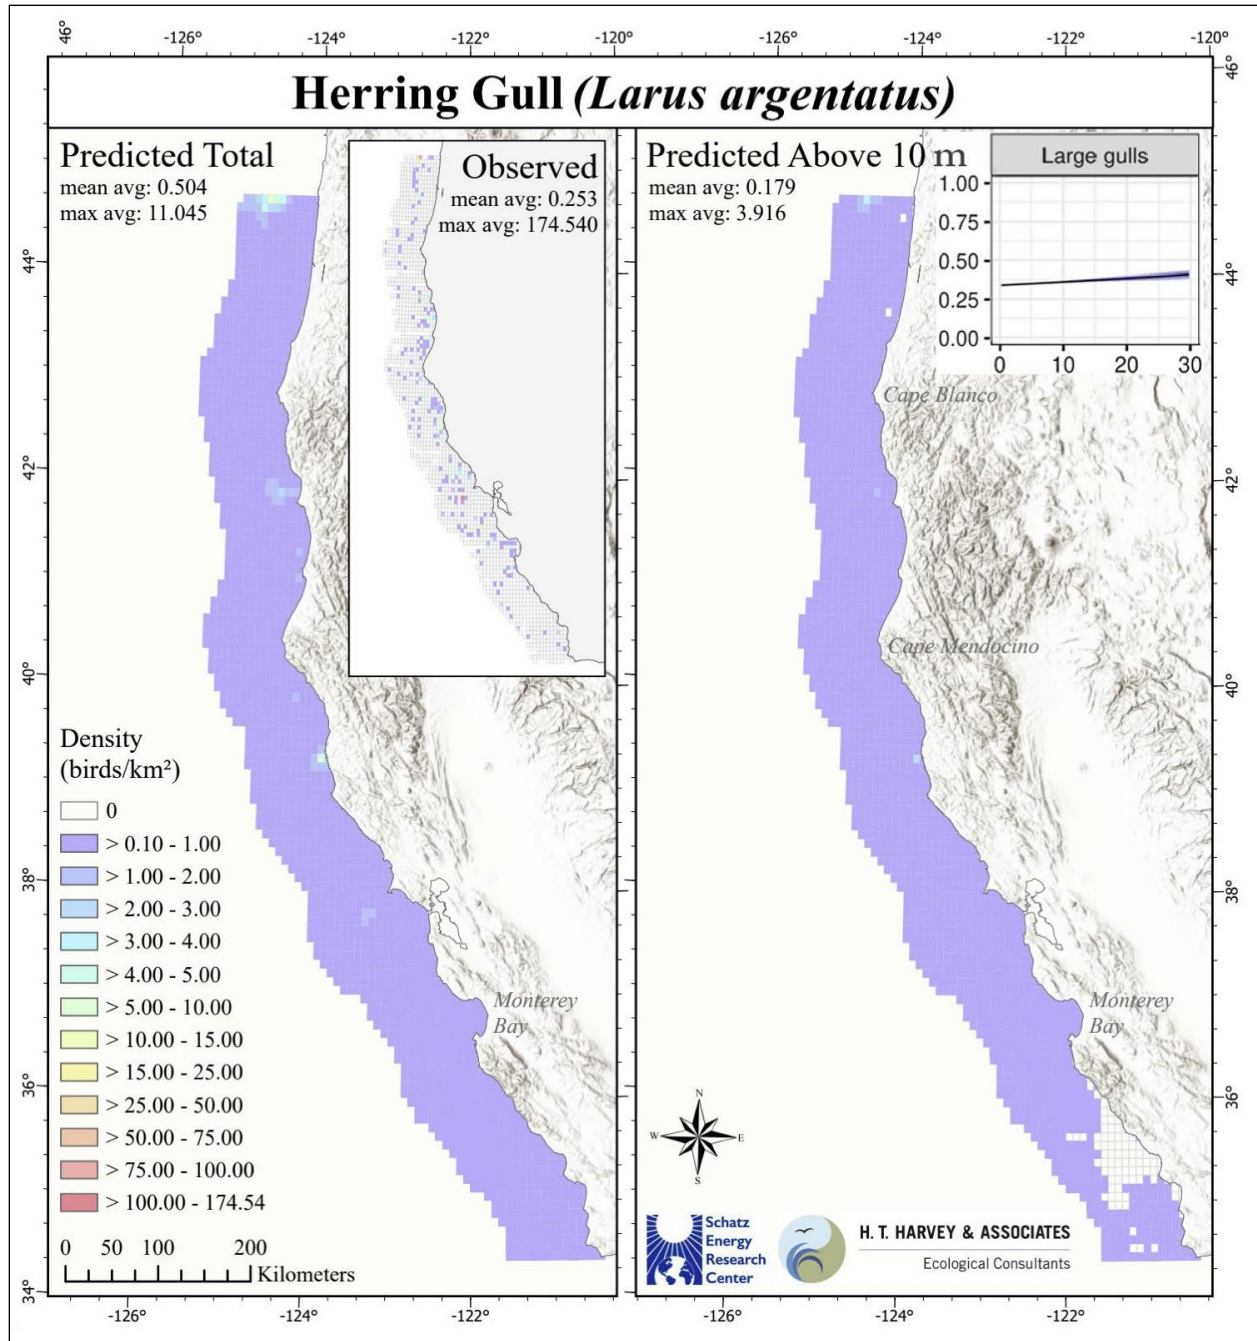 46° -126° -124° -122° -120° -126° -124° -122° -120° 46°
Herring Gull (Larus argentatus)
Predicted Total
mean avg: 0.504
max avg: 11.045
Observed
mean avg: 0.253
max avg: 174.540
Predicted Above 10 m
mean avg: 0.179
max avg: 3.916
Large gulls
1.00
0.75
0.50
0.25
0.00
0 10 20 30
44°
42°
40°
38°
36°
34°
44°
42°
40°
38°
36°
Cape Blanco
Cape Mendocino
Density
(birds/km²)
0
> 0.10 - 1.00
> 1.00 - 2.00
> 2.00 - 3.00
> 3.00 - 4.00
> 4.00 - 5.00
> 5.00 - 10.00
> 10.00 - 15.00
> 15.00 - 25.00
> 25.00 - 50.00
> 50.00 - 75.00
> 75.00 - 100.00
> 100.00 - 174.54
0 50 100 200
Kilometers
Monterey
Bay
Monterey
Bay
N
W E
S
Schatz
Energy
Research
Center
H. T. HARVEY & ASSOCIATES
Ecological Consultants
-126° -124° -122° -126° -124° -122°